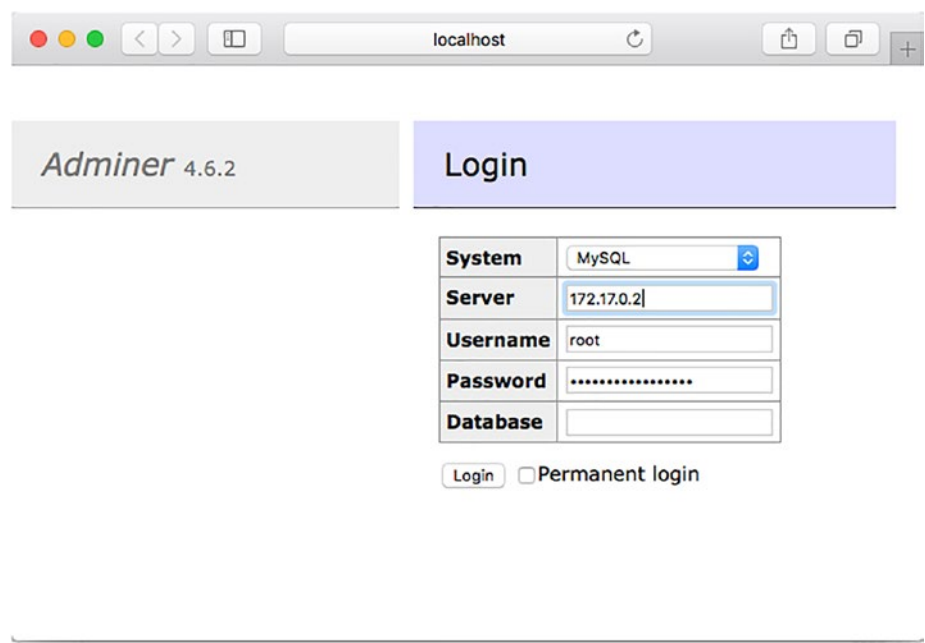 localhost
Adminer 4.6.2
Login
System MySQL
Server 172.17.0.2
Username root
Password •••••••••••••••••
Database
Login Permanent login